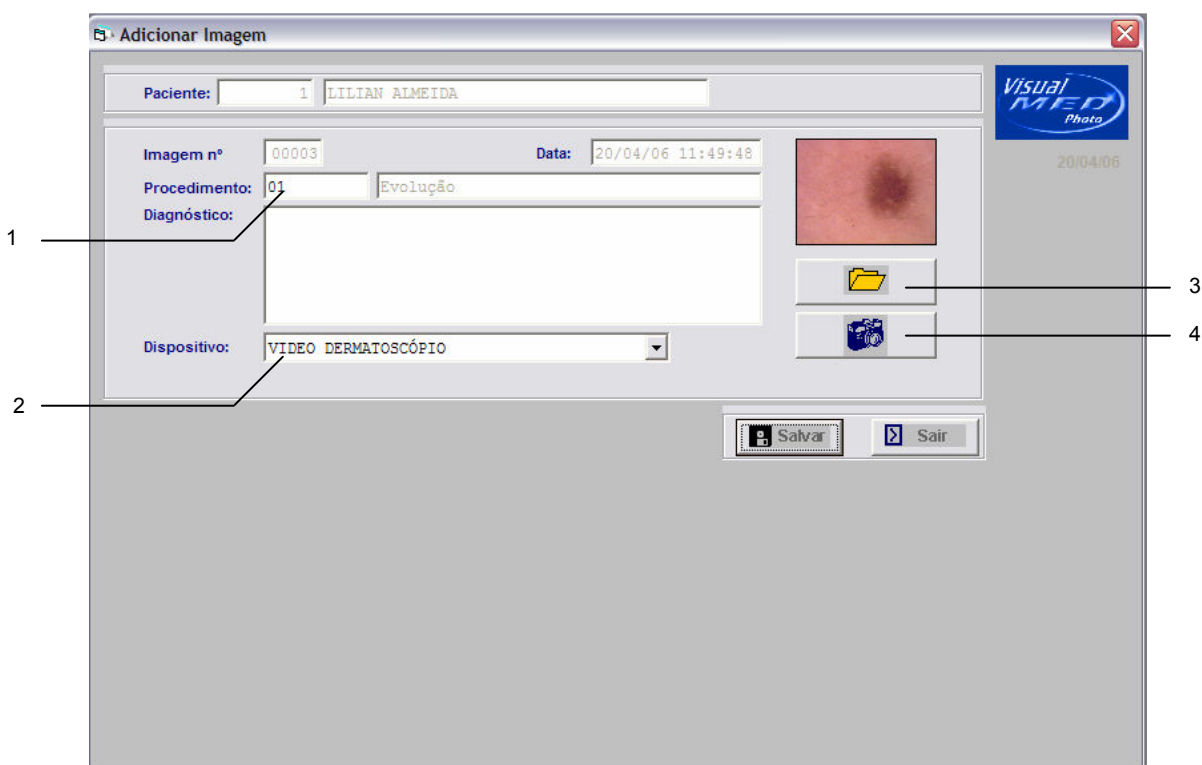 Adicionar Imagem
Paciente: 1 LILIAN ALMEIDA
Visual
MED
Photo
Imagem nº 00003 Data: 20/04/06 11:49:48
20/04/06
Procedimento: 01 Evolução
Diagnóstico:
1
3
4
Dispositivo: VIDEO DERMATOSCÓPIO
2
Salvar Sair